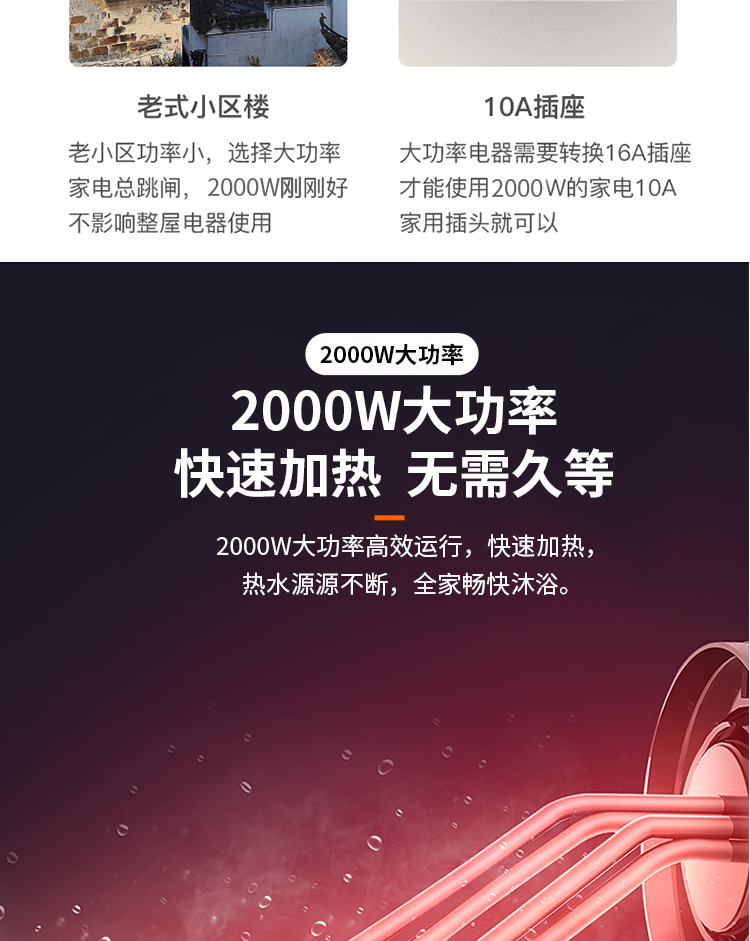 老式小区楼
老小区功率小，选择大功率
家电总跳闸，2000W刚刚好
不影响整屋电器使用
10A插座
大功率电器需要转换16A插座
才能使用2000W的家电10A
家用插头就可以
2000W大功率
2000W大功率
快速加热 无需久等
2000W大功率高效运行，快速加热，
热水源源不断，全家畅快沐浴。